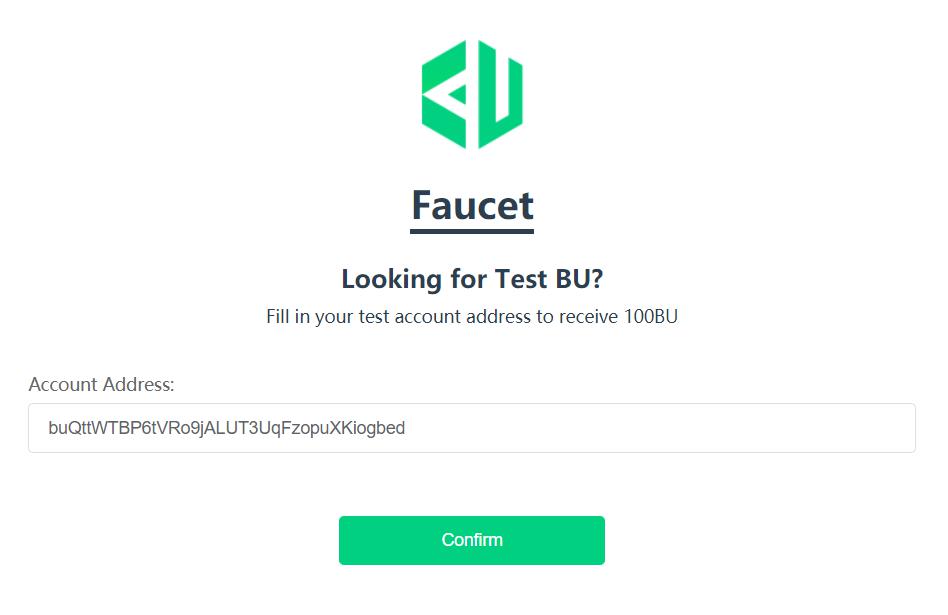 Faucet
Looking for Test BU?
Fill in your test account address to receive 100BU
Account Address:
buQttWTBP6tVRo9jALUT3UqFzopuXKiogbed
Confirm